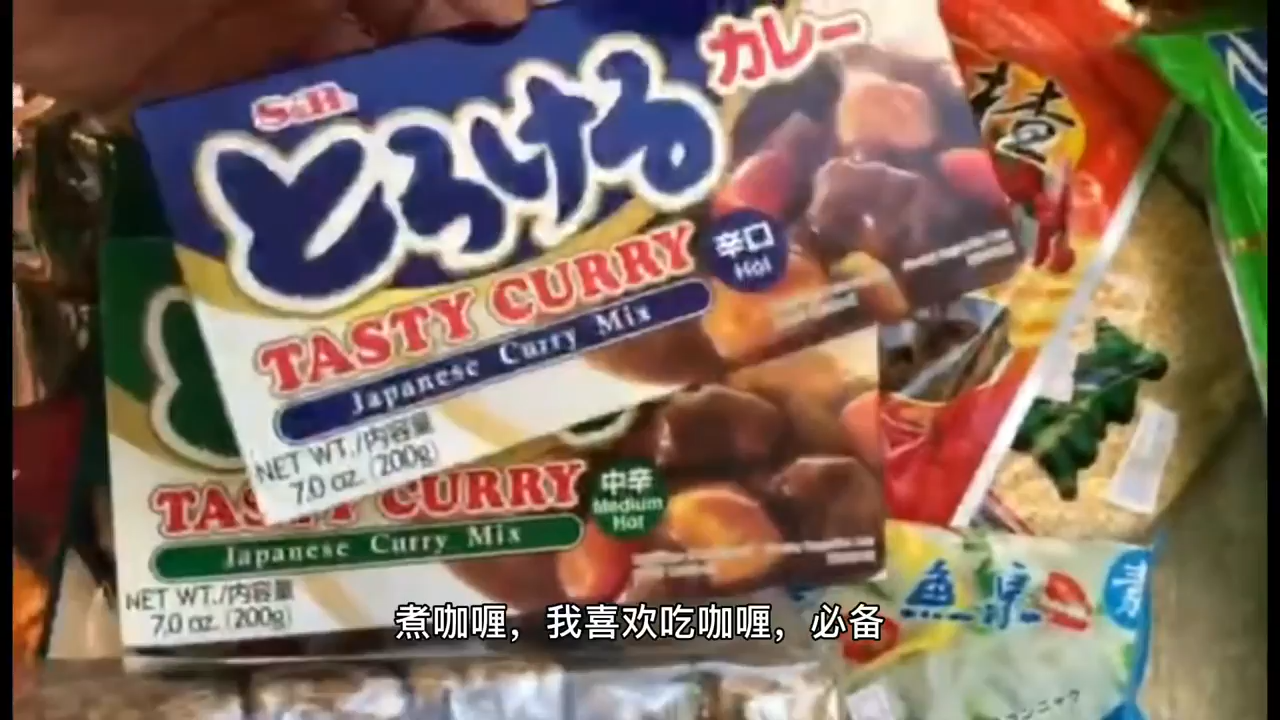 S&B
とろける
カレー
TASTY CURRY
辛口
Hot
Japanese Curry Mix
NET WT./内容量
7.0 oz. (200g)
TASTY CURRY
中辛
Medium
Hot
Japanese Curry Mix
NET WT./内容量
7.0 oz. (200g)
煮咖喱，我喜欢吃咖喱，必备